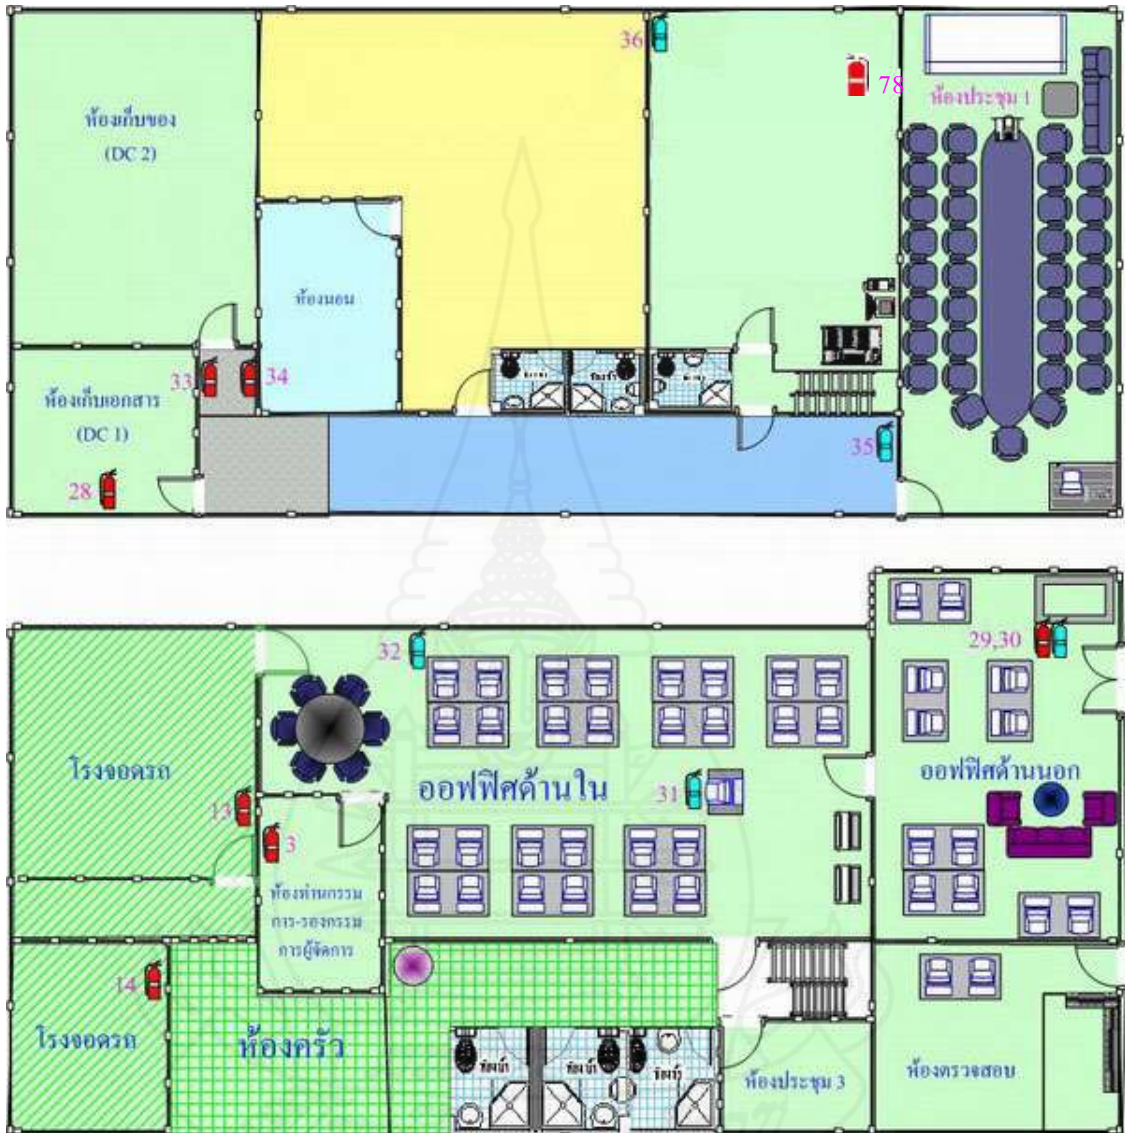 36
78
ห้องประชุม 1
ห้องเก็บของ
(DC 2)
ห้องนอน
33
34
ห้องเก็บเอกสาร
(DC 1)
28
ห้องน้ำ
35
32
29,30
โรงจอดรถ
ออฟฟิศด้านใน
31
ออฟฟิศด้านนอก
13
3
ห้องท่านกรรม
การ-รองกรรม
การผู้จัดการ
14
โรงจอดรถ
ห้องครัว
ห้องน้ำ
ห้องน้ำ
ห้องน้ำ
ห้องประชุม 3
ห้องตรวจสอบ